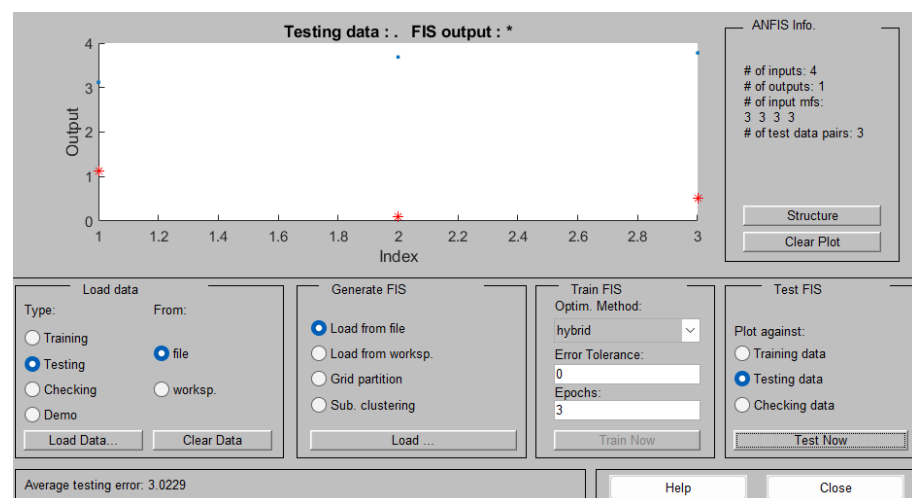 Testing data : .   FIS output : *
4
3
2
1
0
Output
1 1.2 1.4 1.6 1.8 2 2.2 2.4 2.6 2.8 3
Index
ANFIS Info.
# of inputs: 4
# of outputs: 1
# of input mfs:
3 3 3 3
# of test data pairs: 3
Structure
Clear Plot
Load data
Type:
From:
Training
Testing
Checking
Demo
file
worksp.
Load Data...
Clear Data
Generate FIS
Load from file
Load from worksp.
Grid partition
Sub. clustering
Load ...
Train FIS
Optim. Method:
hybrid
Error Tolerance:
0
Epochs:
3
Train Now
Test FIS
Plot against:
Training data
Testing data
Checking data
Test Now
Average testing error: 3.0229
Help
Close